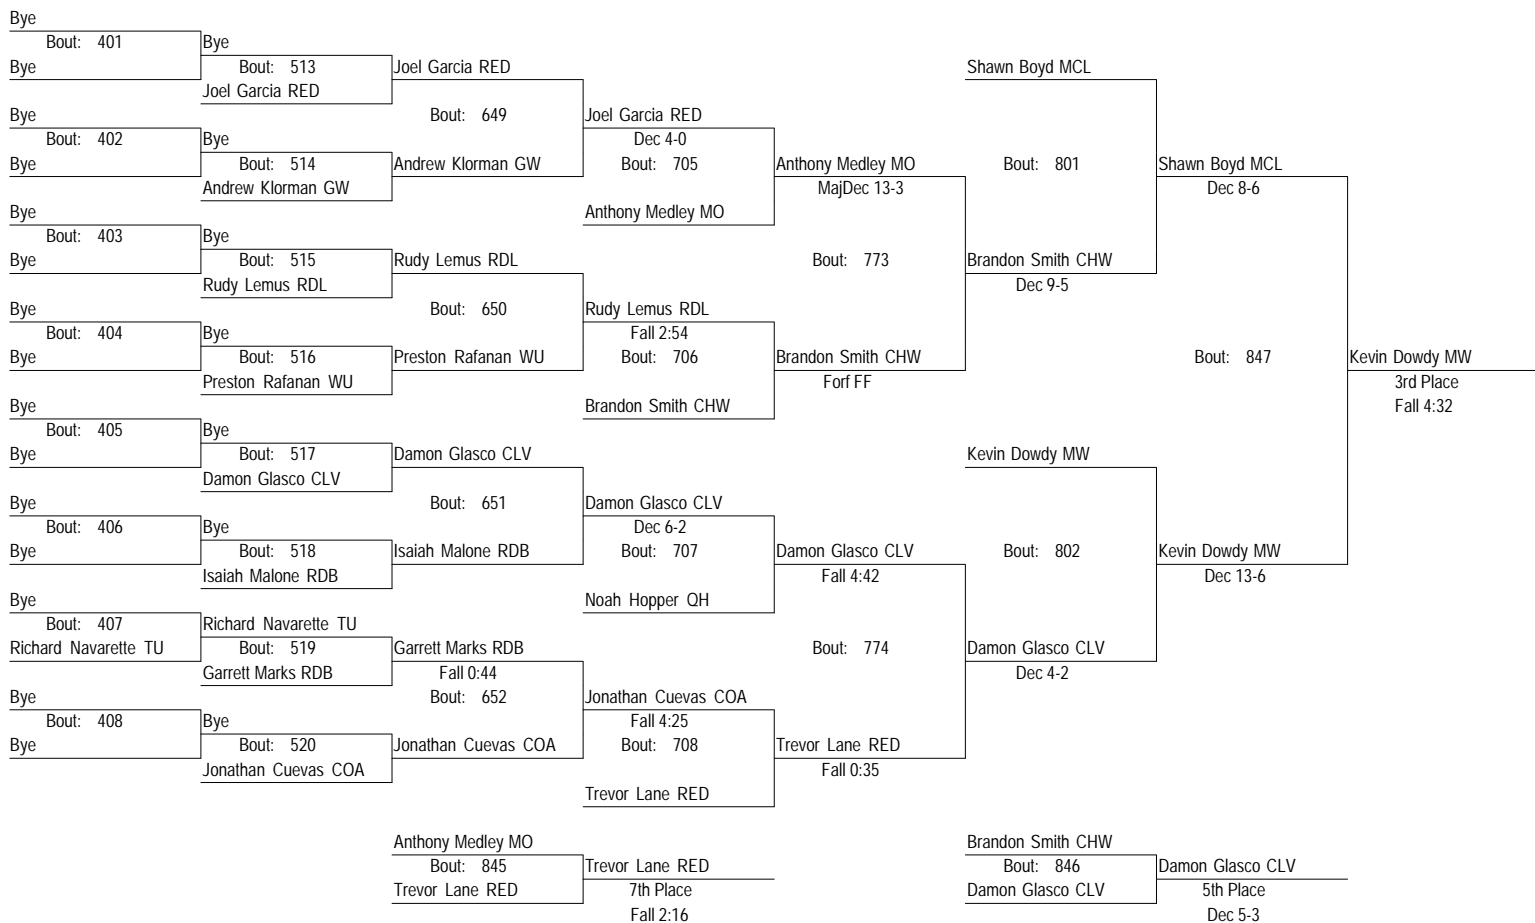 Bye
Bout: 401
Bye
Bye
Bout: 513
Joel Garcia RED
Joel Garcia RED
Bye
Bout: 402
Bye
Bye
Bout: 514
Andrew Klorman GW
Andrew Klorman GW
Bout: 649
Joel Garcia RED
Dec 4-0
Bout: 705
Anthony Medley MO
Anthony Medley MO
MajDec 13-3
Bye
Bout: 403
Bye
Bye
Bout: 515
Rudy Lemus RDL
Rudy Lemus RDL
Bye
Bout: 404
Bye
Bye
Bout: 516
Preston Rafanan WU
Preston Rafanan WU
Bout: 650
Rudy Lemus RDL
Fall 2:54
Bout: 706
Brandon Smith CHW
Brandon Smith CHW
Forf FF
Bout: 773
Brandon Smith CHW
Dec 9-5
Shawn Boyd MCL
Bout: 801
Shawn Boyd MCL
Dec 8-6
Bye
Bout: 405
Bye
Bye
Bout: 517
Damon Glasco CLV
Damon Glasco CLV
Bye
Bout: 406
Bye
Bye
Bout: 518
Isaiah Malone RDB
Isaiah Malone RDB
Bout: 651
Damon Glasco CLV
Dec 6-2
Bout: 707
Noah Hopper QH
Damon Glasco CLV
Fall 4:42
Bye
Bout: 407
Richard Navarette TU
Richard Navarette TU
Bout: 519
Garrett Marks RDB
Garrett Marks RDB
Fall 0:44
Bye
Bout: 408
Bye
Bye
Bout: 520
Jonathan Cuevas COA
Jonathan Cuevas COA
Bout: 652
Jonathan Cuevas COA
Fall 4:25
Bout: 708
Trevor Lane RED
Trevor Lane RED
Fall 0:35
Bout: 774
Damon Glasco CLV
Dec 4-2
Kevin Dowdy MW
Bout: 802
Kevin Dowdy MW
Dec 13-6
Bout: 847
Kevin Dowdy MW
3rd Place
Fall 4:32
Anthony Medley MO
Bout: 845
Trevor Lane RED
Trevor Lane RED
7th Place
Fall 2:16
Brandon Smith CHW
Bout: 846
Damon Glasco CLV
Damon Glasco CLV
5th Place
Dec 5-3